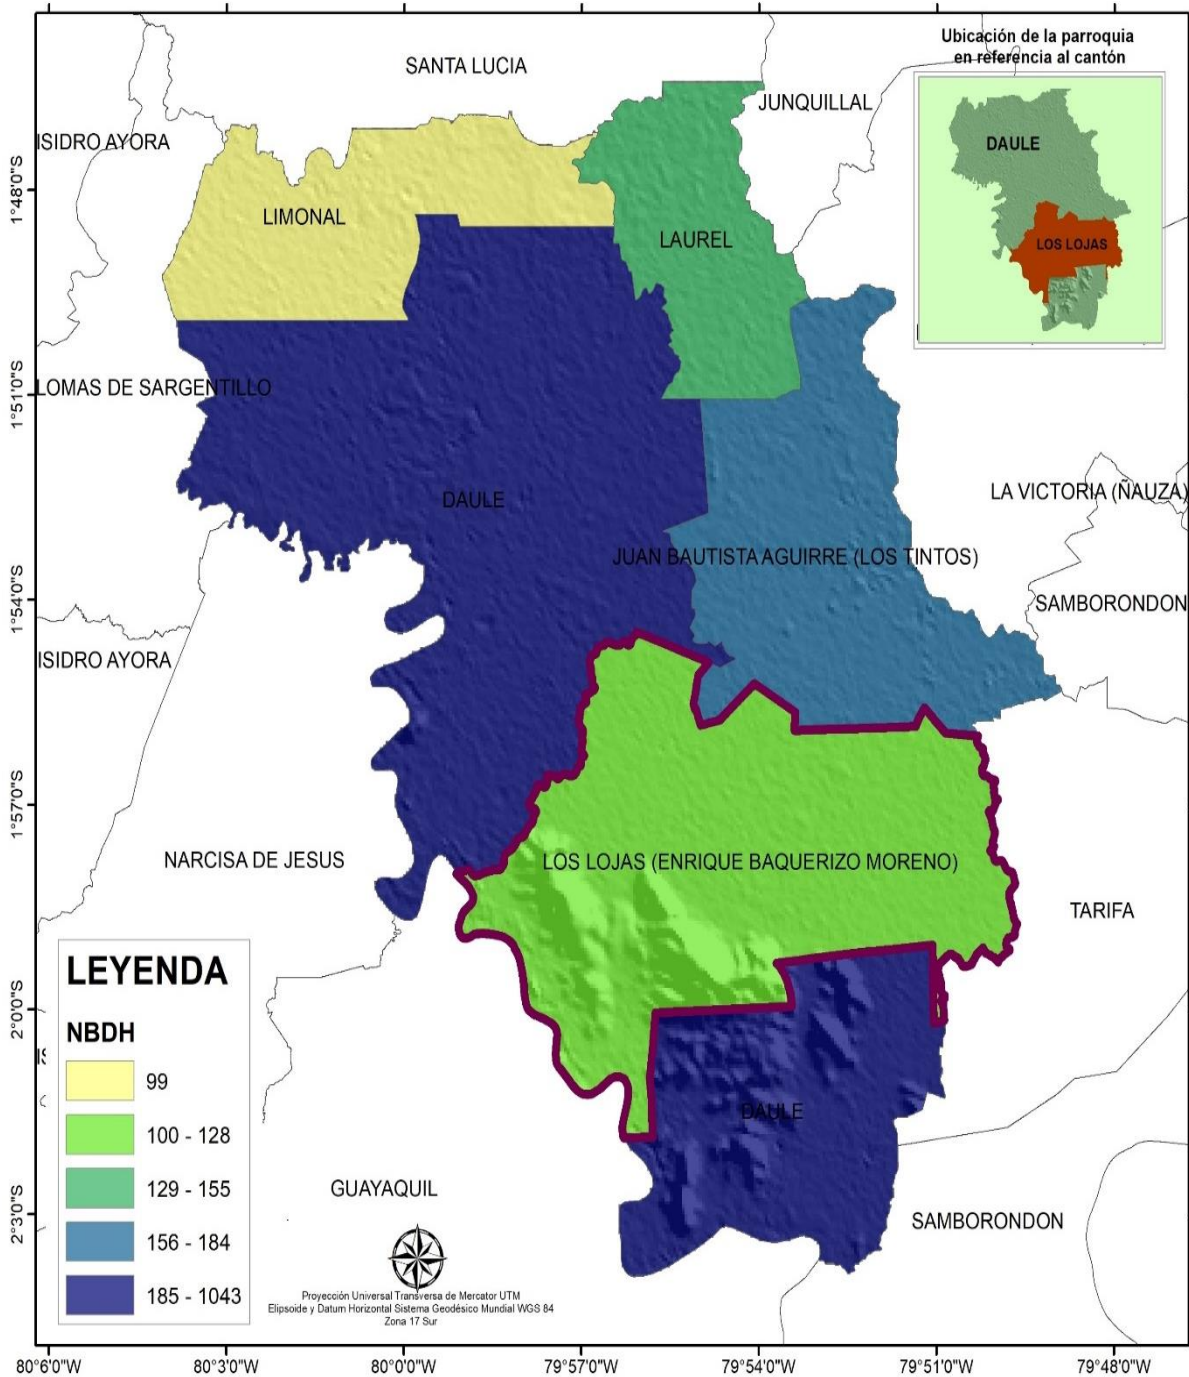 Ubicación de la parroquia
en referencia al cantón
DAULE
LOS LOJAS
SANTA LUCIA
JUNQUILLAL
ISIDRO AYORA
LIMONAL
LAUREL
LOMAS DE SARGENTILLO
DAULE
LA VICTORIA (ÑAUZA)
JUAN BAUTISTA AGUIRRE (LOS TINTOS)
SAMBORONDON
ISIDRO AYORA
NARCISA DE JESUS
LOS LOJAS (ENRIQUE BAQUERIZO MORENO)
TARIFA
DAULE
GUAYAQUIL
SAMBORONDON
LEYENDA
NBDH
99
100 - 128
129 - 155
156 - 184
185 - 1043
Proyección Universal Transversa de Mercator UTM
Elipsoide y Datum Horizontal Sistema Geodésico Mundial WGS 84
Zona 17 Sur
1°48'0"S
1°51'0"S
1°54'0"S
1°57'0"S
2°0'0"S
2°3'0"S
80°6'0"W
80°3'0"W
80°0'0"W
79°57'0"W
79°54'0"W
79°51'0"W
79°48'0"W